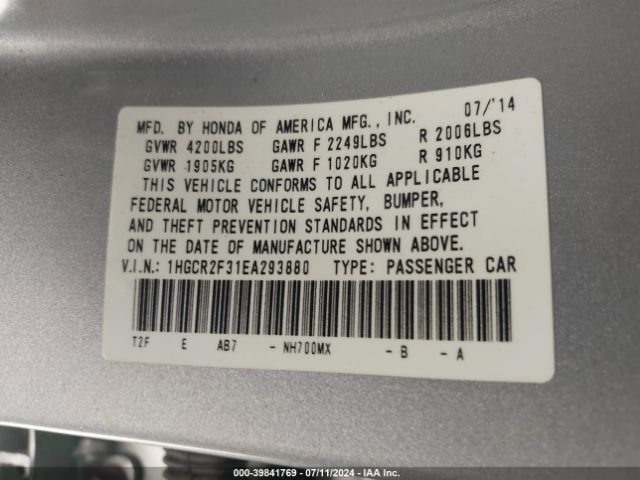 07/'14
MFD. BY HONDA OF AMERICA MFG., INC.
GVWR 4200LBS GAWR F 2249LBS R 2006LBS
GVWR 1905KG GAWR F 1020KG R 910KG
THIS VEHICLE CONFORMS TO ALL APPLICABLE
FEDERAL MOTOR VEHICLE SAFETY, BUMPER,
AND THEFT PREVENTION STANDARDS IN EFFECT
ON THE DATE OF MANUFACTURE SHOWN ABOVE.
V.I.N.: 1HGCR2F31EA293880 TYPE: PASSENGER CAR
T2F E AB7 - NH700MX - B - A
000-39841769 - 07/11/2024 - IAA Inc.